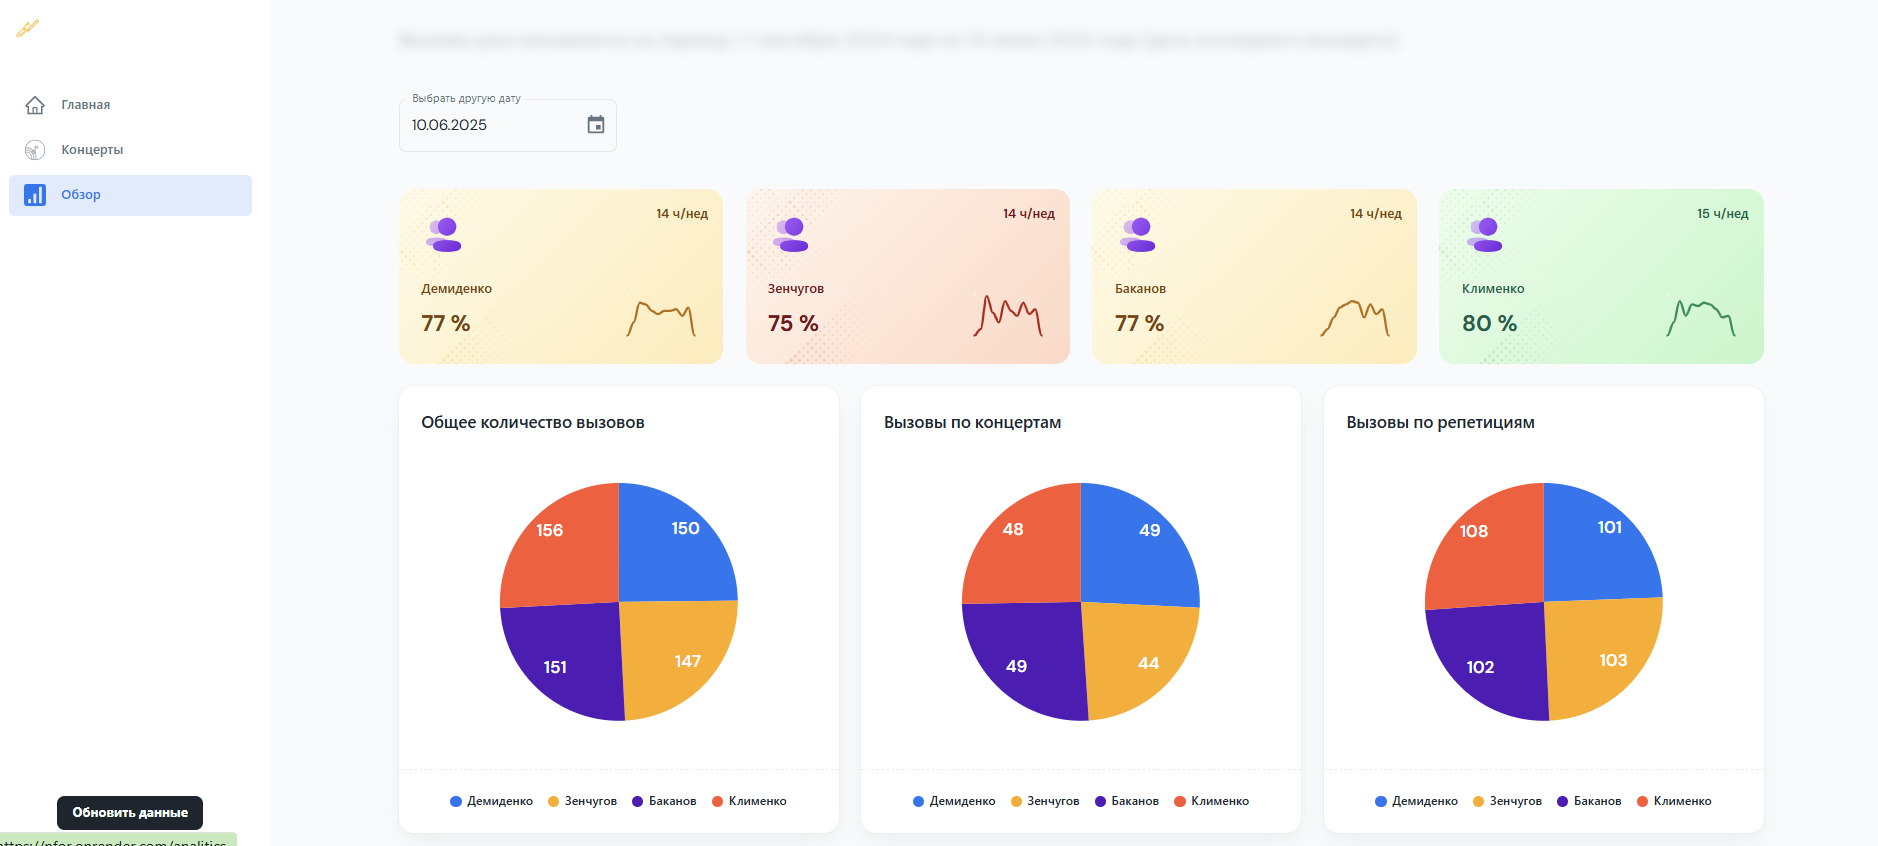 Главная
Концерты
Обзор
Обновить данные
Выбрать другую дату
10.06.2025
14 ч/нед
Демиденко
77 %
14 ч/нед
Зенчугов
75 %
14 ч/нед
Баканов
77 %
15 ч/нед
Клименко
80 %
Общее количество вызовов
156
150
151
147
Демиденко Зенчугов Баканов Клименко
Вызовы по концертам
48
49
49
44
Демиденко Зенчугов Баканов Клименко
Вызовы по репетициям
108
101
102
103
Демиденко Зенчугов Баканов Клименко